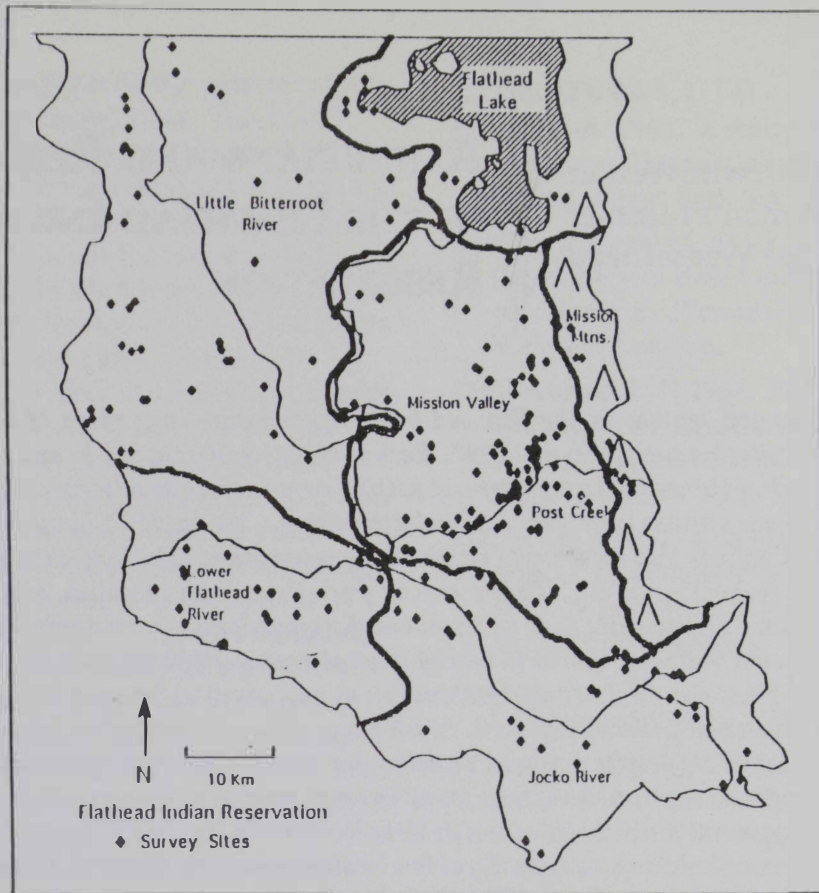 Flathead
Lake
Little Bitterroot
River
Mission
Mtns.
Mission Valley
Post Creek
Lower
Flathead
River
N
10 Km
Jocko River
Flathead Indian Reservation
Survey Sites